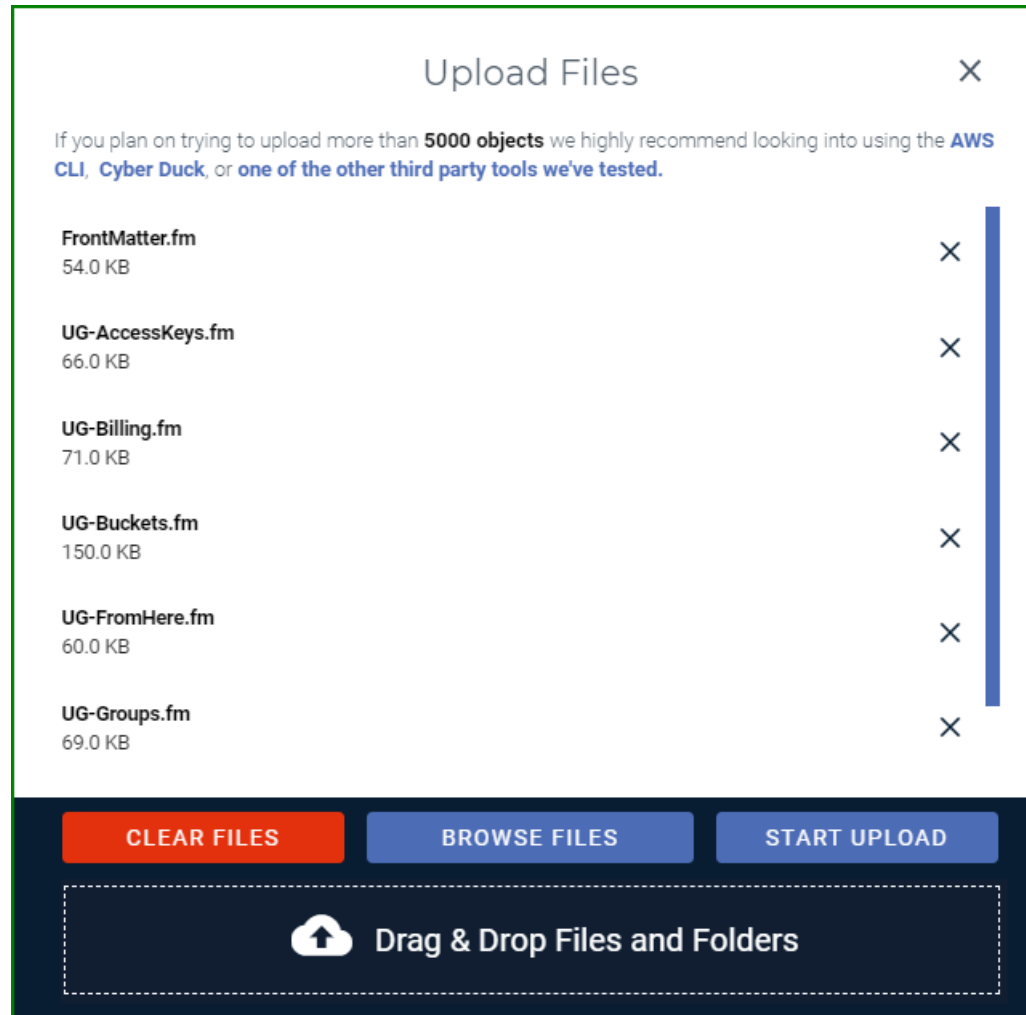 Upload Files
If you plan on trying to upload more than 5000 objects we highly recommend looking into using the AWS
CLI, Cyber Duck, or one of the other third party tools we've tested.
FrontMatter.fm
54.0 KB
UG-AccessKeys.fm
66.0 KB
UG-Billing.fm
71.0 KB
UG-Buckets.fm
150.0 KB
UG-FromHere.fm
60.0 KB
UG-Groups.fm
69.0 KB
CLEAR FILES BROWSE FILES START UPLOAD
Drag & Drop Files and Folders